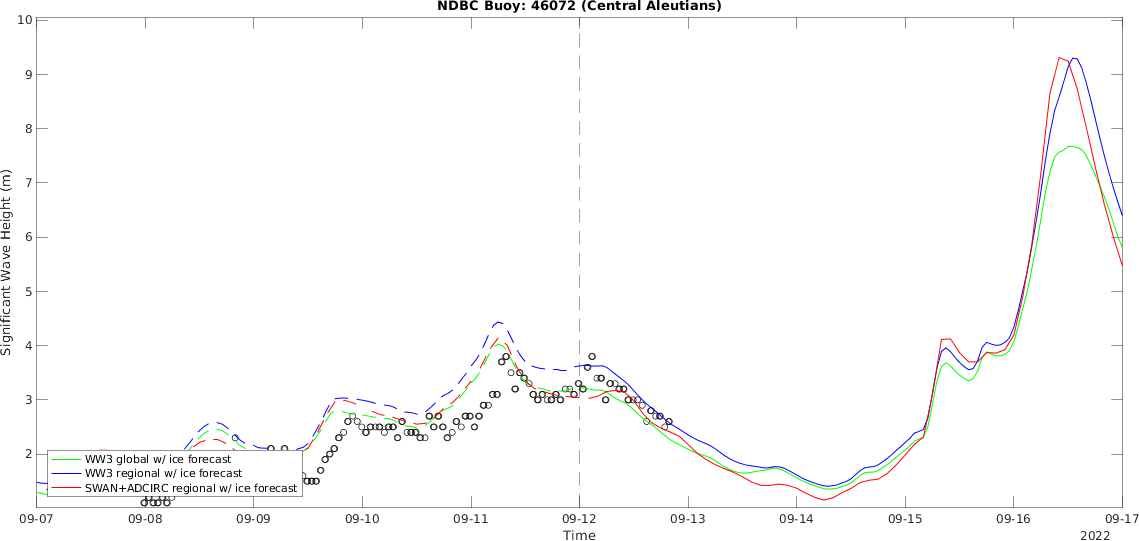 NDBC Buoy: 46072 (Central Aleutians)
10
9
8
7
6
5
4
3
2
Significant Wave Height (m)
WW3 global w/ ice forecast
WW3 regional w/ ice forecast
SWAN+ADCIRC regional w/ ice forecast
09-07 09-08 09-09 09-10 09-11 09-12 09-13 09-14 09-15 09-16 09-17
Time
2022